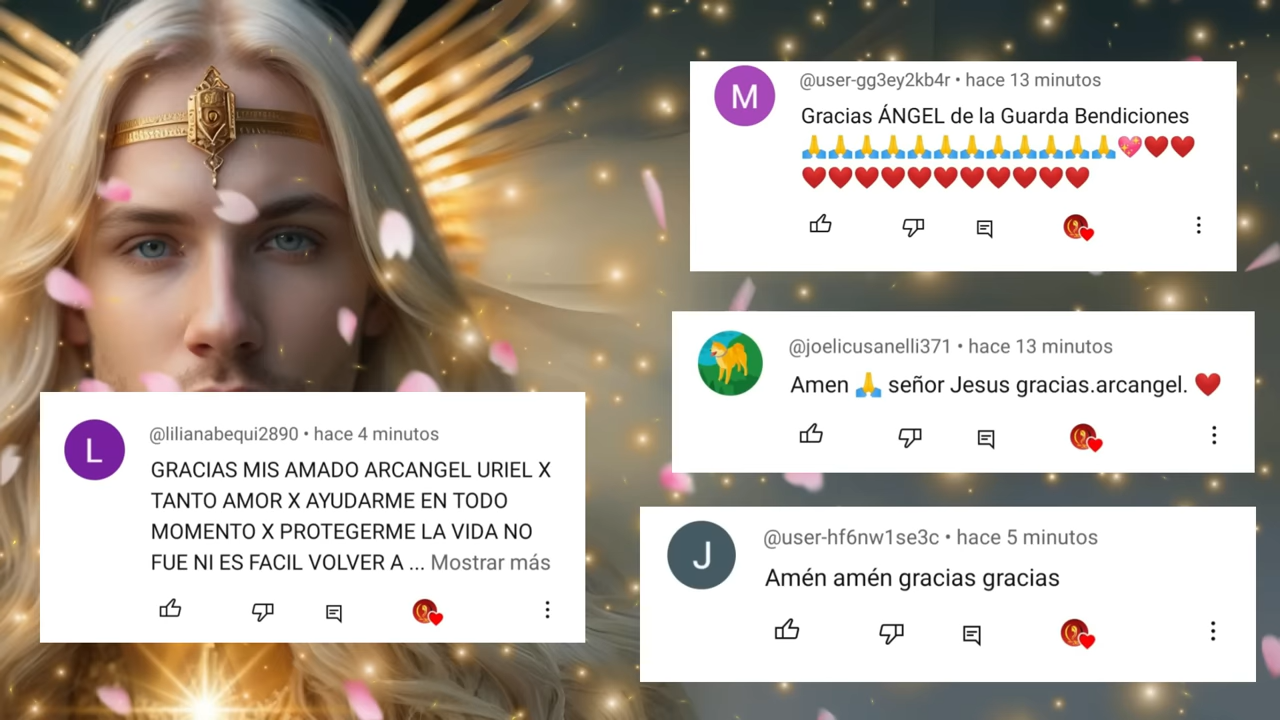 M
@user-gg3ey2kb4r • hace 13 minutos
Gracias ÁNGEL de la Guarda Bendiciones
🙏🙏🙏🙏🙏🙏🙏🙏🙏🙏🙏🙏💖❤️❤️
❤️❤️❤️❤️❤️❤️❤️❤️❤️❤️❤️
@joelicusanelli371 • hace 13 minutos
Amen 🙏 señor Jesus gracias.arcangel. ❤️
L
@lilianabequi2890 • hace 4 minutos
GRACIAS MIS AMADO ARCANGEL URIEL X
TANTO AMOR X AYUDARME EN TODO
MOMENTO X PROTEGERME LA VIDA NO
FUE NI ES FACIL VOLVER A ... Mostrar más
J
@user-hf6nw1se3c • hace 5 minutos
Amén amén gracias gracias